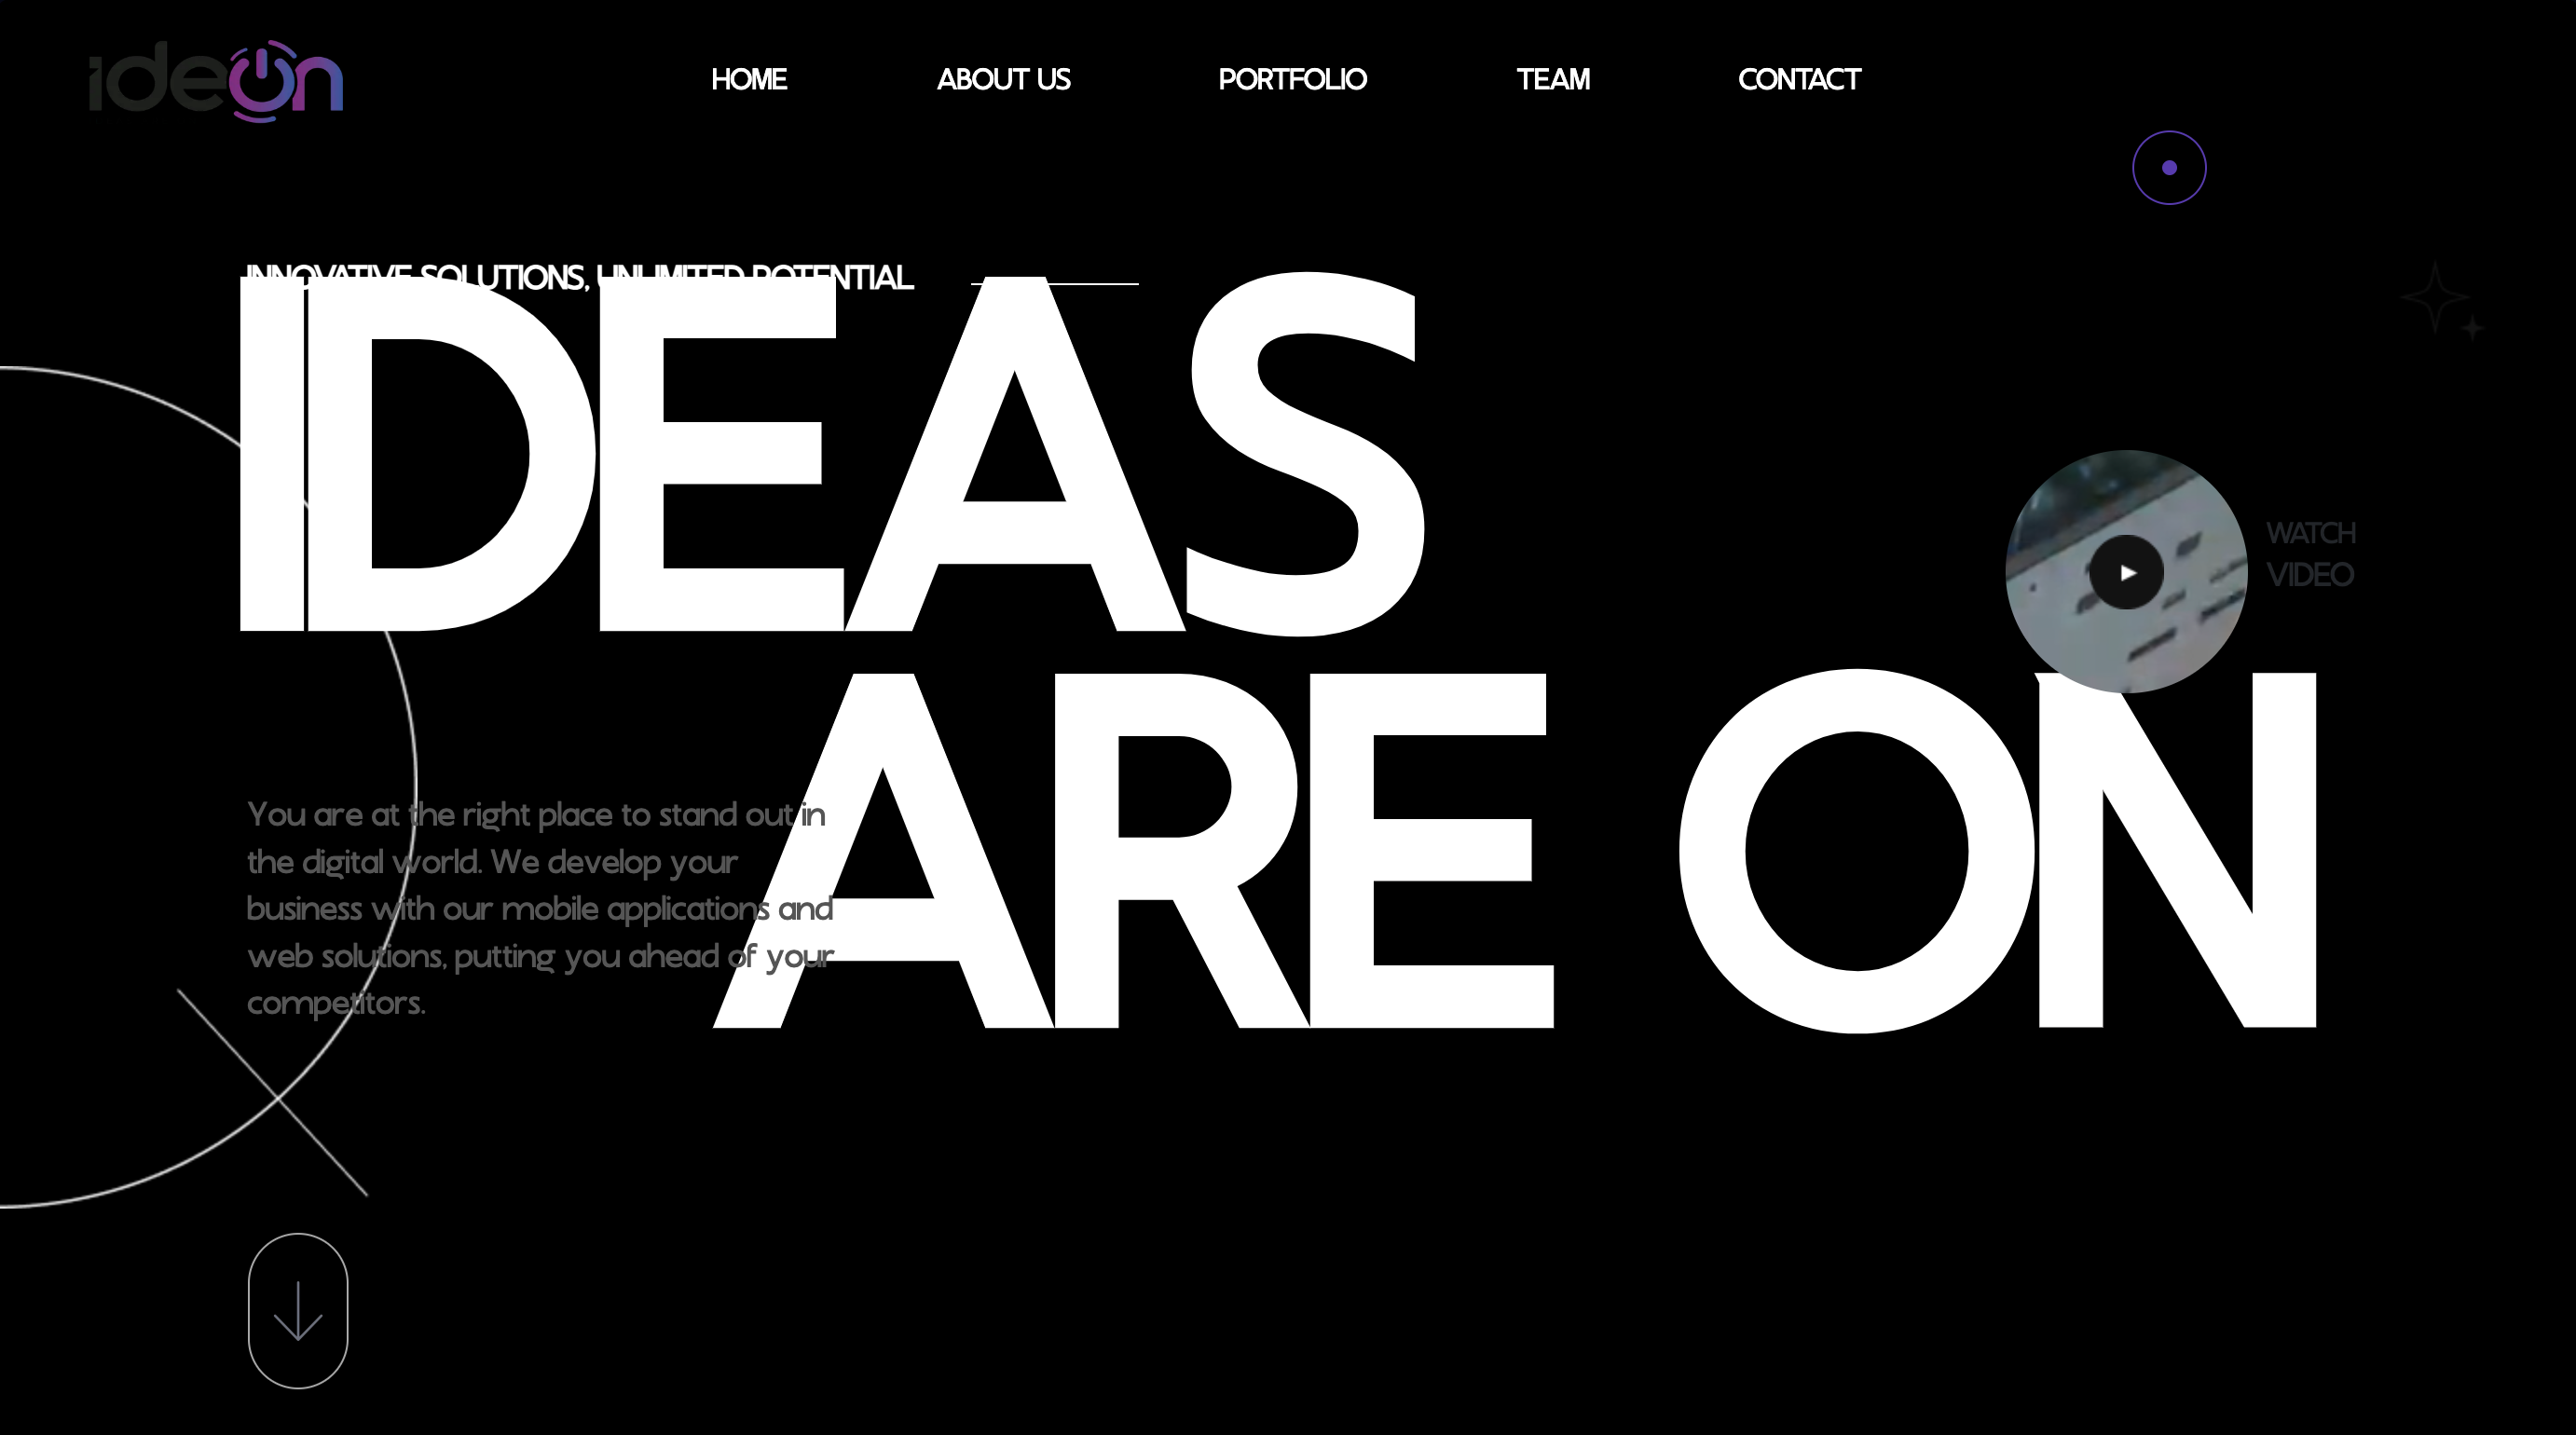 ideon
HOME ABOUT US PORTFOLIO TEAM CONTACT
INNOVATIVE SOLUTIONS, UNLIMITED POTENTIAL
IDEAS
WATCH
VIDEO
ARE ON
You are at the right place to stand out in
the digital world. We develop your
business with our mobile applications and
web solutions, putting you ahead of your
competitors.